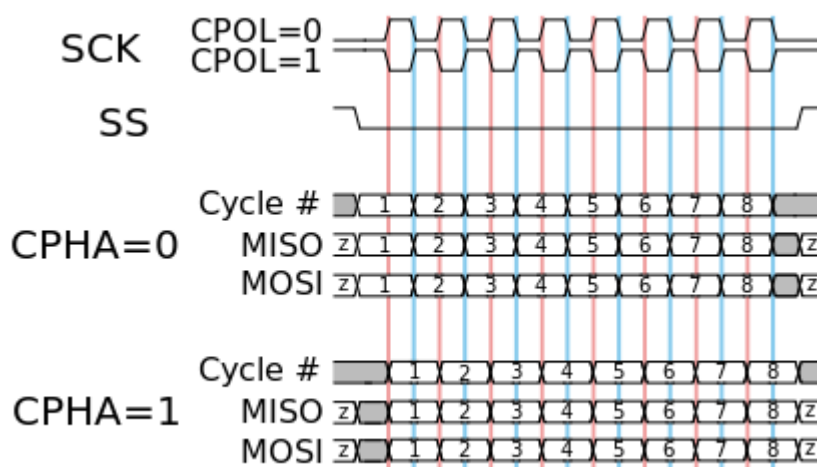 SCK
CPOL=0
CPOL=1
SS
CPHA=0
Cycle # 1 2 3 4 5 6 7 8
MISO z 1 2 3 4 5 6 7 8 z
MOSI z 1 2 3 4 5 6 7 8 z
CPHA=1
Cycle # 1 2 3 4 5 6 7 8
MISO z 1 2 3 4 5 6 7 8 z
MOSI z 1 2 3 4 5 6 7 8 z